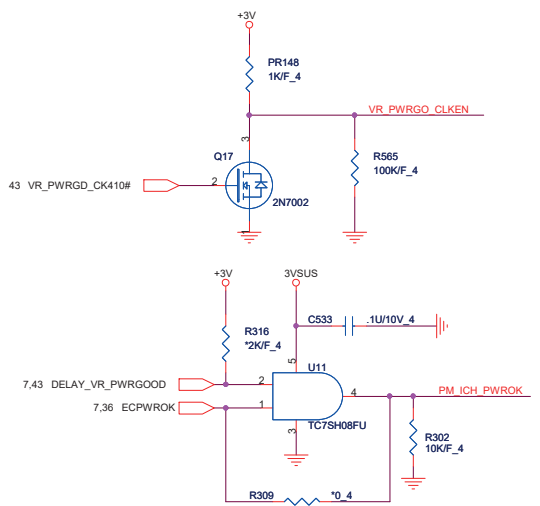 +3V
PR148
1K/F_4
VR_PWRGO_CLKEN
3
Q17
R565
100K/F_4
43 VR_PWRGD_CK410#
2
2N7002
1
+3V
3VSUS
C533
.1U/10V_4
R316
*2K/F_4
5
U11
7,43 DELAY_VR_PWRGOOD
2
4
PM_ICH_PWROK
7,36 ECPWROK
1
TC7SH08FU
3
R302
10K/F_4
R309
*0_4